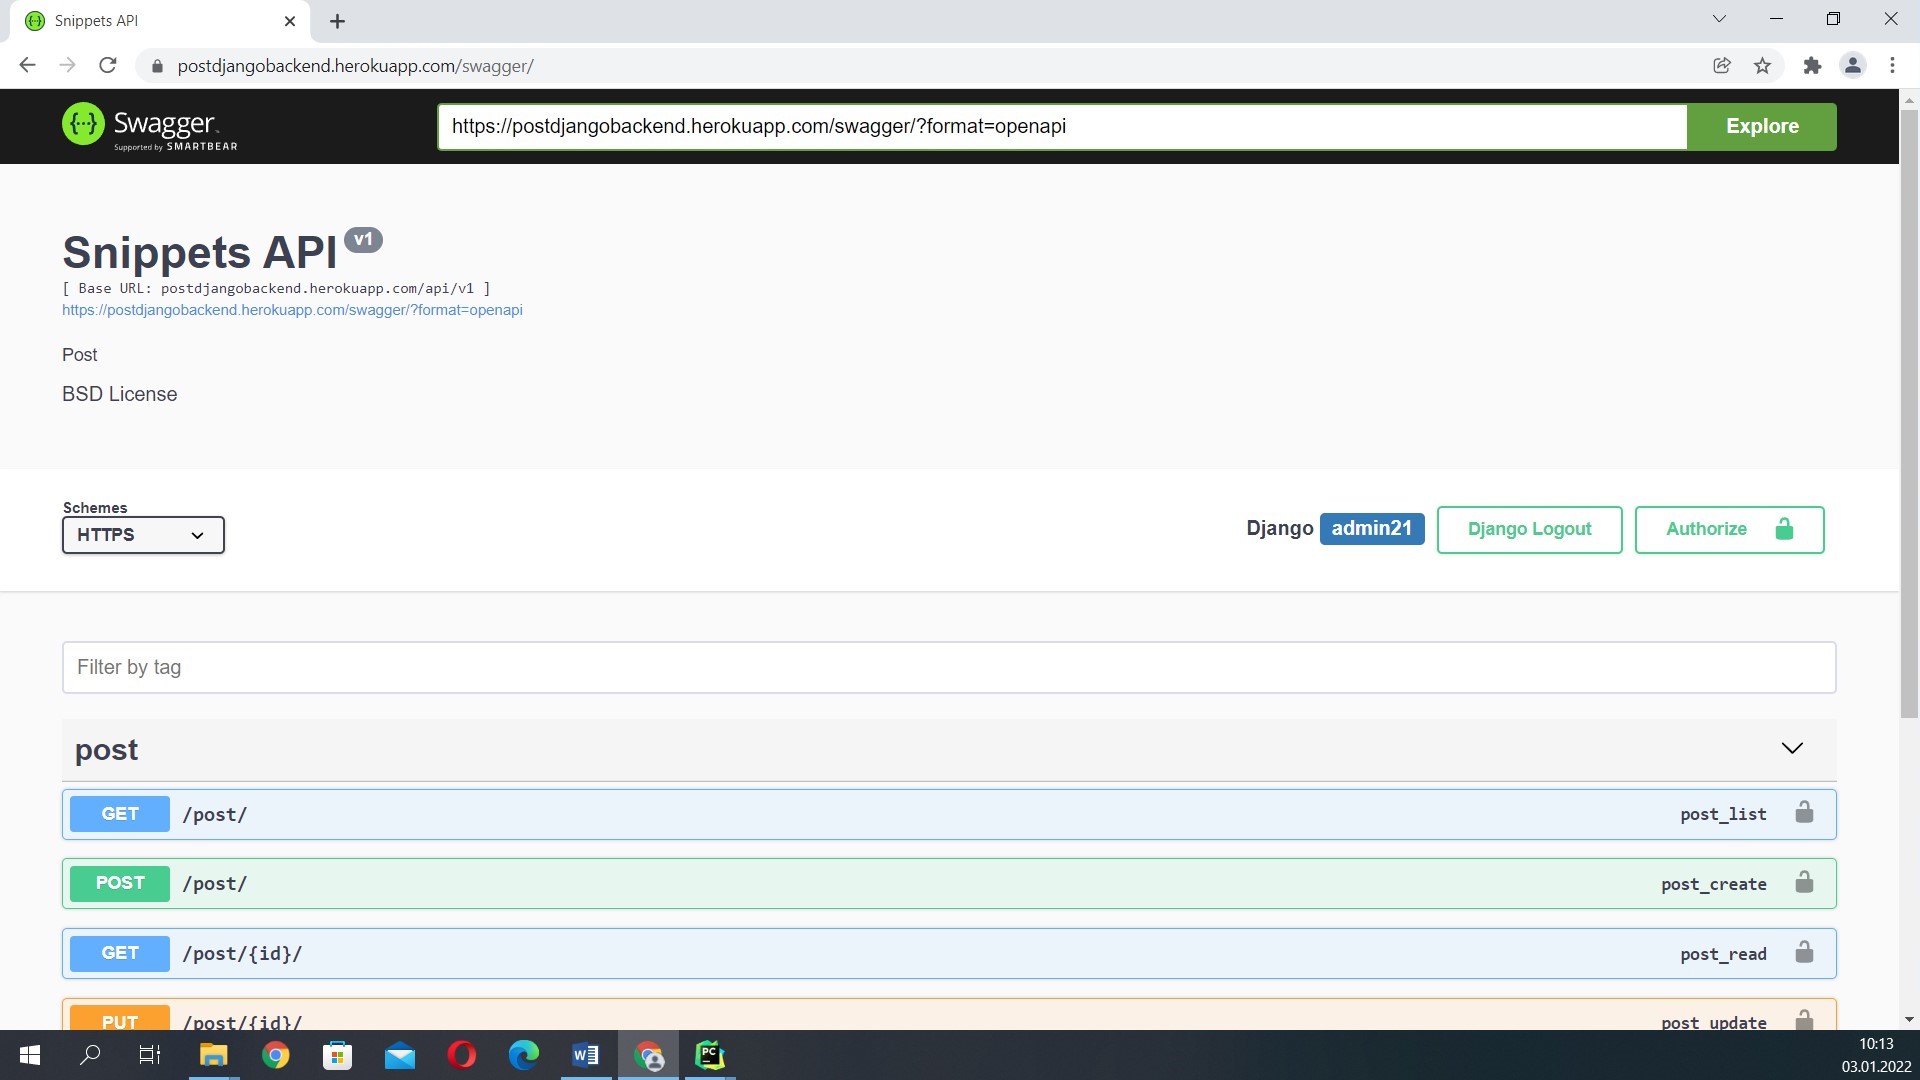 Snippets API
postdjangobackend.herokuapp.com/swagger/
Swagger
Supported by SMARTBEAR
https://postdjangobackend.herokuapp.com/swagger/?format=openapi
Explore
Snippets API v1
[ Base URL: postdjangobackend.herokuapp.com/api/v1 ]
https://postdjangobackend.herokuapp.com/swagger/?format=openapi
Post
BSD License
Schemes
HTTPS
Django admin21 Django Logout Authorize
Filter by tag
post
GET /post/ post_list
POST /post/ post_create
GET /post/{id}/ post_read
PUT /post/{id}/ post_update
10:13
03.01.2022